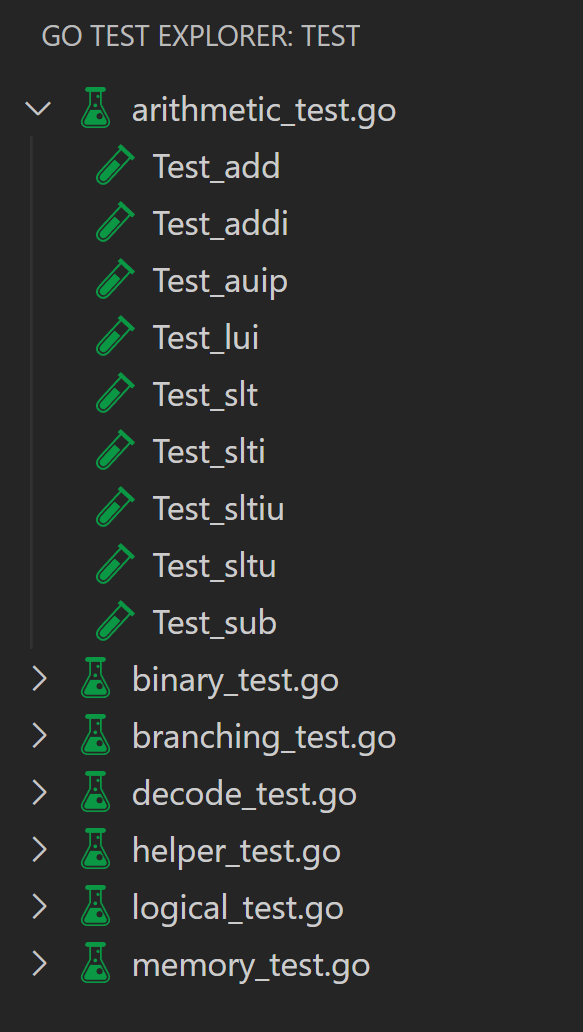 GO TEST EXPLORER: TEST
arithmetic_test.go
Test_add
Test_addi
Test_auip
Test_lui
Test_slt
Test_slti
Test_sltiu
Test_sltu
Test_sub
binary_test.go
branching_test.go
decode_test.go
helper_test.go
logical_test.go
memory_test.go